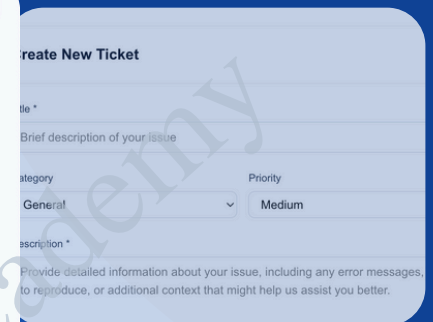 reate New Ticket
tle *
Brief description of your issue
ategory Priority
General Medium
escription *
Provide detailed information about your issue, including any error messages,
to reproduce, or additional context that might help us assist you better.
ademy